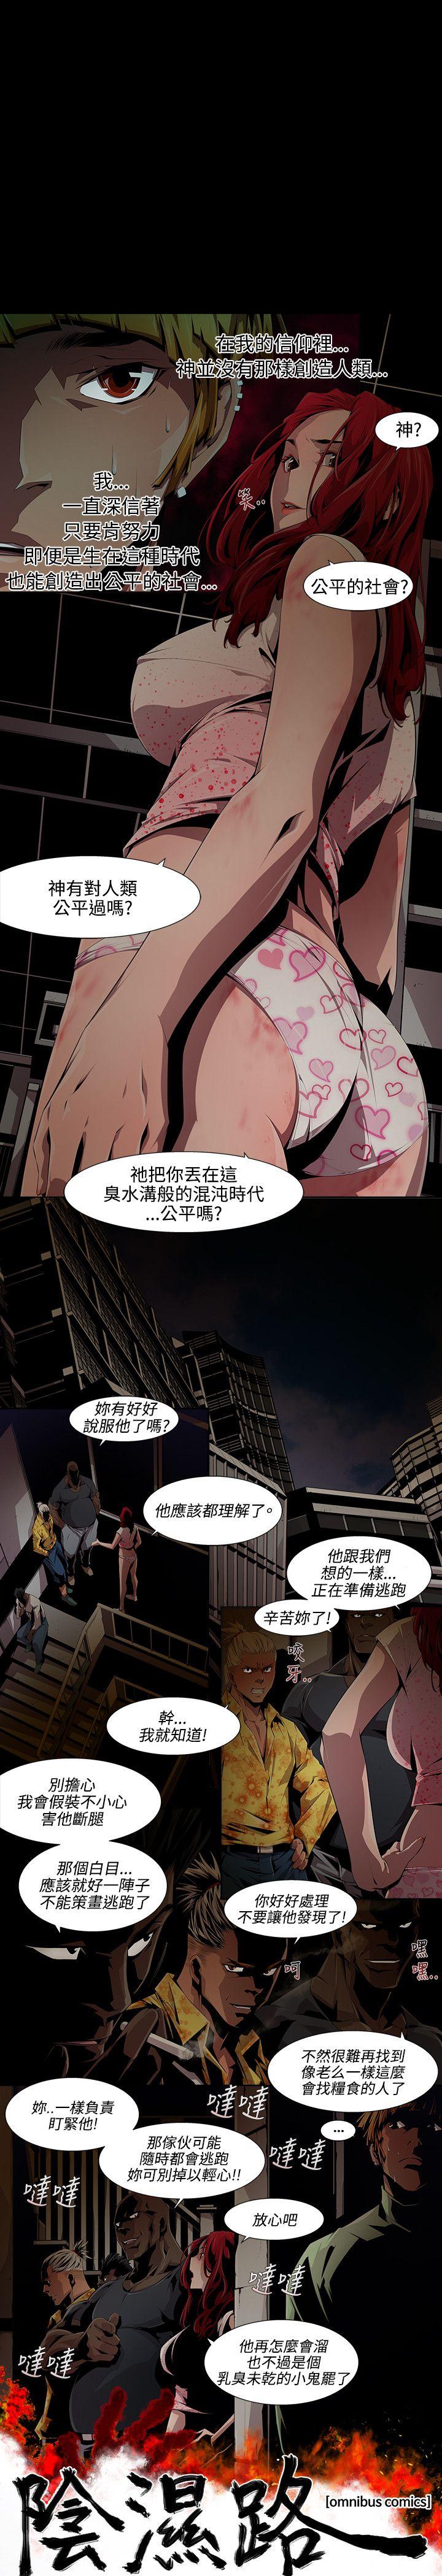 在我的信仰裡...
神並沒有那樣創造人類...
神?
我...
一直深信著
只要肯努力
即便是生在這種時代
也能創造出公平的社會...
笑..
公平的社會?
神有對人類
公平過嗎?
祂把你丟在這
臭水溝般的混沌時代
...公平嗎?
妳有好好
說服他了嗎?
他應該都理解了。
他跟我們
想的一樣...
正在準備逃跑
辛苦妳了!
咬
牙..
幹...
我就知道!
別擔心
我會假裝不小心
害他斷腿
那個白目...
應該就好一陣子
不能策畫逃跑了
你好好處理
不要讓他發現了!
呵
嘿
嘿..
不然很難再找到
像老么一樣這麼
會找糧食的人了
妳..一樣負責
盯緊他!
噠噠
...
那傢伙可能
隨時都會逃跑
妳可別掉以輕心!!
噠噠
噠噠
放心吧
噠噠
他再怎麼會溜
也不過是個
乳臭未乾的小鬼罷了
噠噠
陰濕路
[omnibus comics]